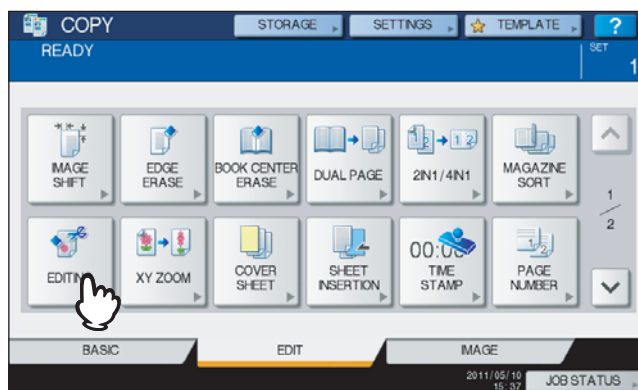 COPY STORAGE SETTINGS TEMPLATE ?
READY SET
1
IMAGE SHIFT
EDGE ERASE
BOOK CENTER ERASE
DUAL PAGE
2IN1/4IN1
MAGAZINE SORT
1
2
EDITING
XY ZOOM
COVER SHEET
SHEET INSERTION
00:00
TIME STAMP
PAGE NUMBER
BASIC EDIT IMAGE
2011/05/10
15:37
JOB STATUS